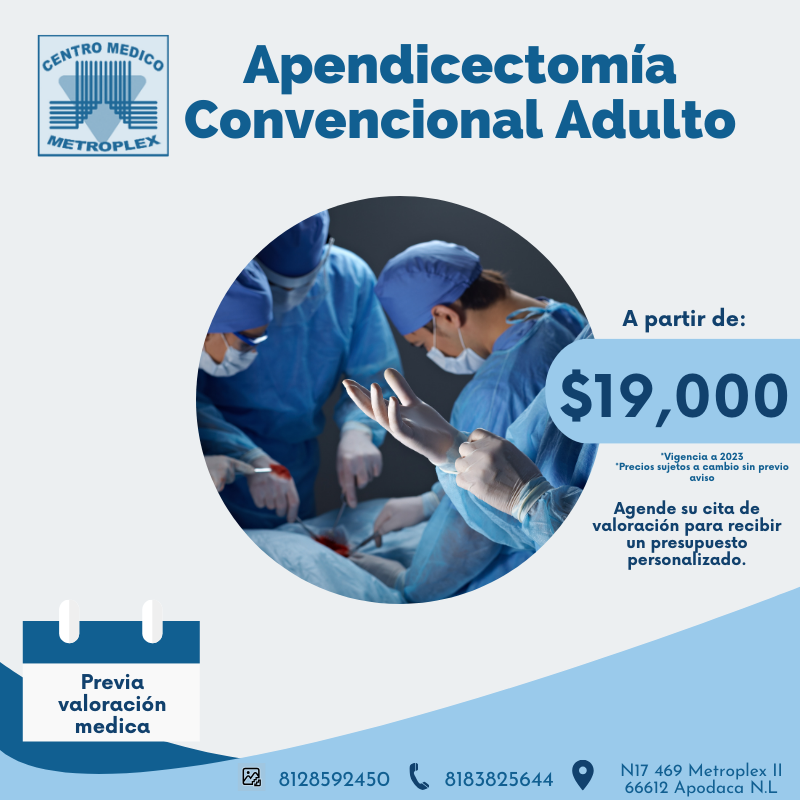 CENTRO MEDICO
METROPLEX
Apendicectomía
Convencional Adulto
A partir de:
$19,000
*Vigencia a 2023
*Precios sujetos a cambio sin previo
aviso
Agende su cita de
valoración para recibir
un presupuesto
personalizado.
Previa
valoración
medica
8128592450
8183825644
N17 469 Metroplex II
66612 Apodaca N.L